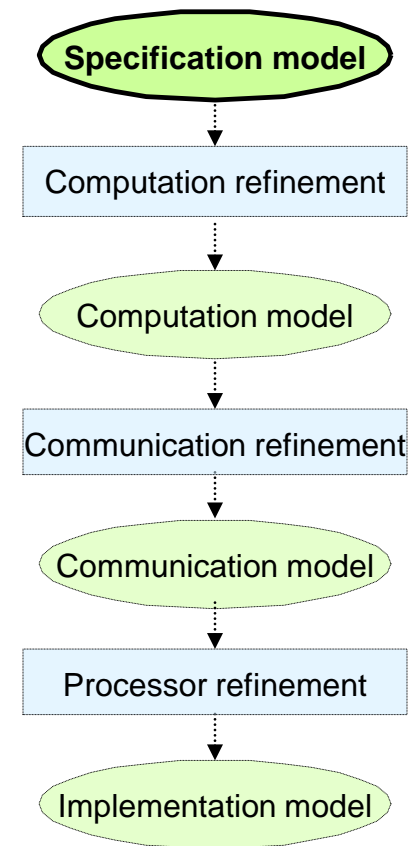 Specification model
Computation refinement
Computation model
Communication refinement
Communication model
Processor refinement
Implementation model